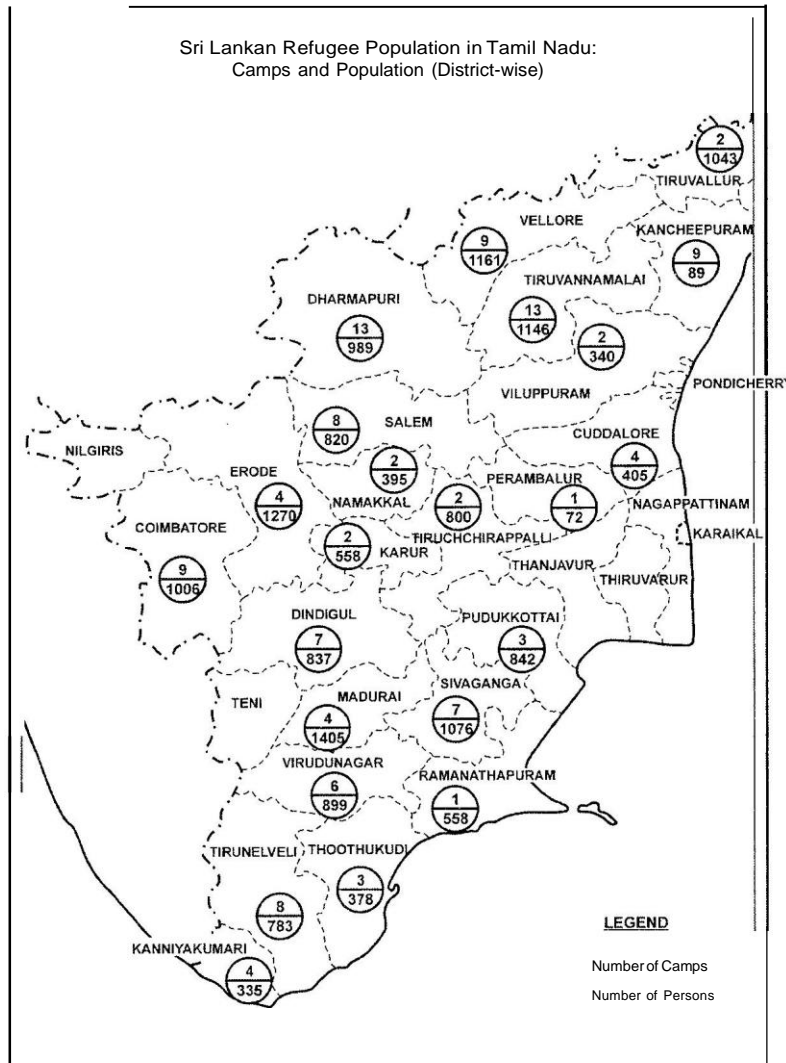 Sri Lankan Refugee Population in Tamil Nadu:
Camps and Population (District-wise)
2
1043
TIRUVALLUR
VELLORE
9
1161
KANCHEEPURAM
9
89
TIRUVANNAMALAI
13
1146
DHARMAPURI
13
989
2
340
VILUPPURAM
PONDICHERRY
SALEM
8
820
CUDDALORE
4
405
NILGIRIS
ERODE
4
1270
2
395
NAMAKKAL
PERAMBALUR
1
72
2
800
TIRUCHCHIRAPPALLI
NAGAPPATTINAM
KARAIKAL
COIMBATORE
9
1006
2
558
KARUR
THANJAVUR
THIRUVARUR
DINDIGUL
7
837
PUDUKKOTTAI
3
842
TENI
MADURAI
4
1405
SIVAGANGA
7
1076
VIRUDUNAGAR
6
899
RAMANATHAPURAM
1
558
TIRUNELVELI
8
783
THOOTHUKUDI
3
378
KANNIYAKUMARI
4
335
LEGEND
Number of Camps
Number of Persons